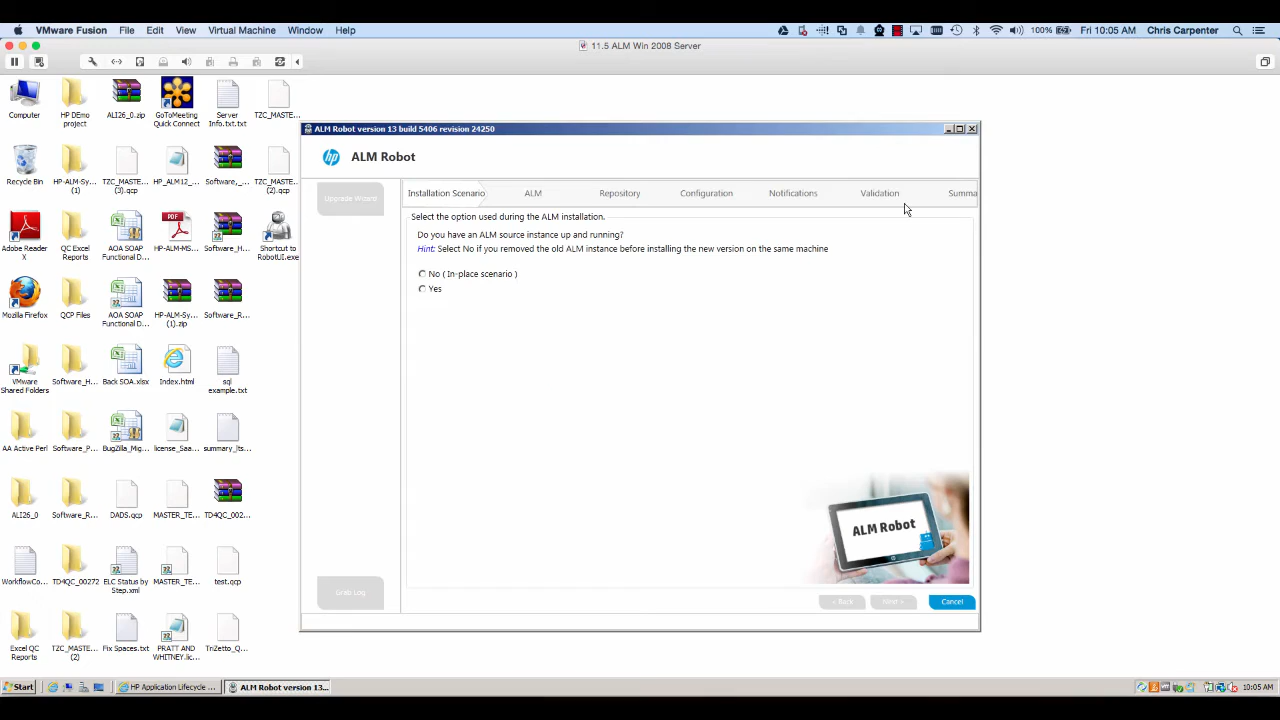 VMware Fusion File Edit View Virtual Machine Window Help 100% Fri 10:05 AM Chris Carpenter
11.5 ALM Win 2008 Server
Computer
HP DEmo project
ALI26_0.zip
GoToMeeting Quick Connect
Server Info.txt.txt
TZC_MASTE...
Recycle Bin
HP-ALM-Sy... (1)
TZC_MASTE... (3).qcp
HP_ALM12_...
Software_...
TZC_MASTE... (2).qcp
Adobe Reader X
QC Excel Reports
AOA SOAP Functional D...
PDF
HP-ALM-MS...
Software_H...
Shortcut to RobotUI.exe
Mozilla Firefox
QCP Files
AOA SOAP Functional D...
HP-ALM-Sy... (1).zip
Software_R...
VMware Shared Folders
Software_H...
Back SOA.xlsx
Index.html
sql example.txt
AA Active Perl
Software_P...
BugZilla_Mig...
license_Saa...
summary_lts...
ALI26_0
Software_R...
DADS.qcp
MASTER_TE...
TD4QC_002...
WorkflowCo...
TD4QC_00272
ELC Status by Step.xml
MASTER_TE...
test.qcp
Excel QC Reports
TZC_MASTE... (2)
Fix Spaces.txt
PRATT AND WHITNEY.lic...
TriZetto_Q...
ALM Robot version 13 build 5406 revision 24250
hp ALM Robot
Upgrade Wizard
Installation Scenario ALM Repository Configuration Notifications Validation Summa
Select the option used during the ALM installation.
Do you have an ALM source instance up and running?
Hint: Select No if you removed the old ALM instance before installing the new version on the same machine
No ( In-place scenario )
Yes
ALM Robot
Grab Log
< Back Next > Cancel
Start HP Application Lifecycle ... ALM Robot version 13... 10:05 AM